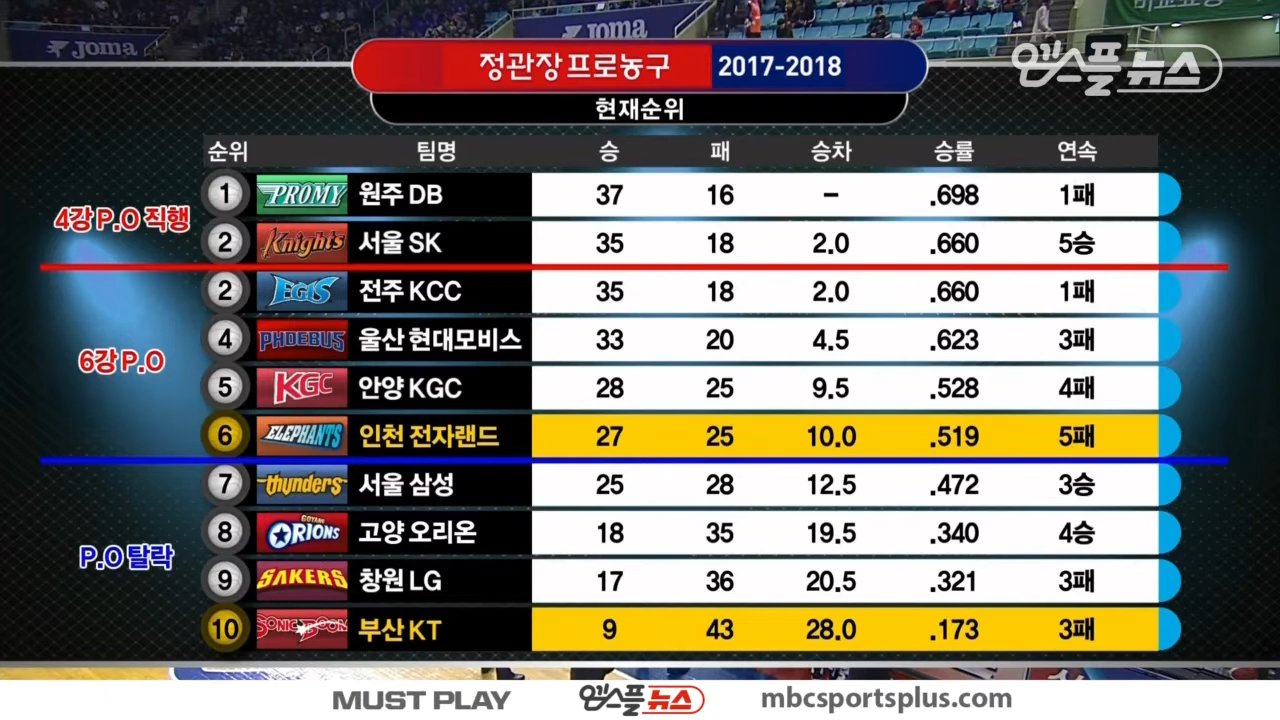 Joma
Joma
정관장 프로농구 2017-2018
앤스플 뉴스
현재순위
순위 팀명 승 패 승차 승률 연속
1 PROMY 원주 DB 37 16 – .698 1패
4강 P.O 직행
2 Knights 서울 SK 35 18 2.0 .660 5승
2 EGIS 전주 KCC 35 18 2.0 .660 1패
4 PHOEBUS 울산 현대모비스 33 20 4.5 .623 3패
6강 P.O
5 KGC 안양 KGC 28 25 9.5 .528 4패
6 ELEPHANTS 인천 전자랜드 27 25 10.0 .519 5패
7 thunders 서울 삼성 25 28 12.5 .472 3승
8 GOYANG ORIONS 고양 오리온 18 35 19.5 .340 4승
P.O 탈락
9 SAKERS 창원 LG 17 36 20.5 .321 3패
10 SONIC BOOM 부산 KT 9 43 28.0 .173 3패
MUST PLAY 앤스플 뉴스 mbcsportsplus.com